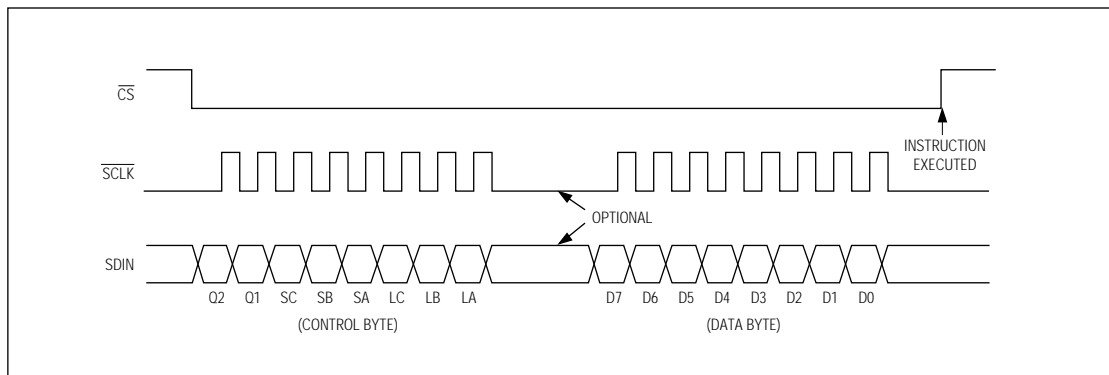 CS
INSTRUCTION
EXECUTED
SCLK
OPTIONAL
SDIN
Q2 Q1 SC SB SA LC LB LA D7 D6 D5 D4 D3 D2 D1 D0
(CONTROL BYTE) (DATA BYTE)